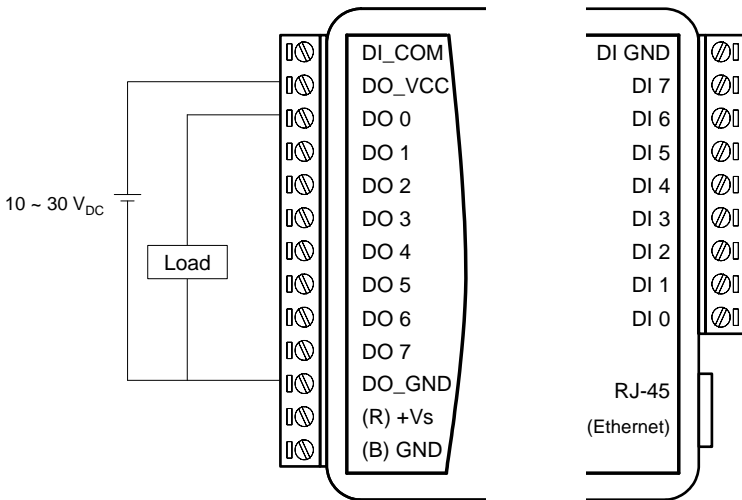 10 ~ 30 VDC
Load
DI_COM
DO_VCC
DO 0
DO 1
DO 2
DO 3
DO 4
DO 5
DO 6
DO 7
DO_GND
(R) +Vs
(B) GND
DI GND
DI 7
DI 6
DI 5
DI 4
DI 3
DI 2
DI 1
DI 0
RJ-45
(Ethernet)